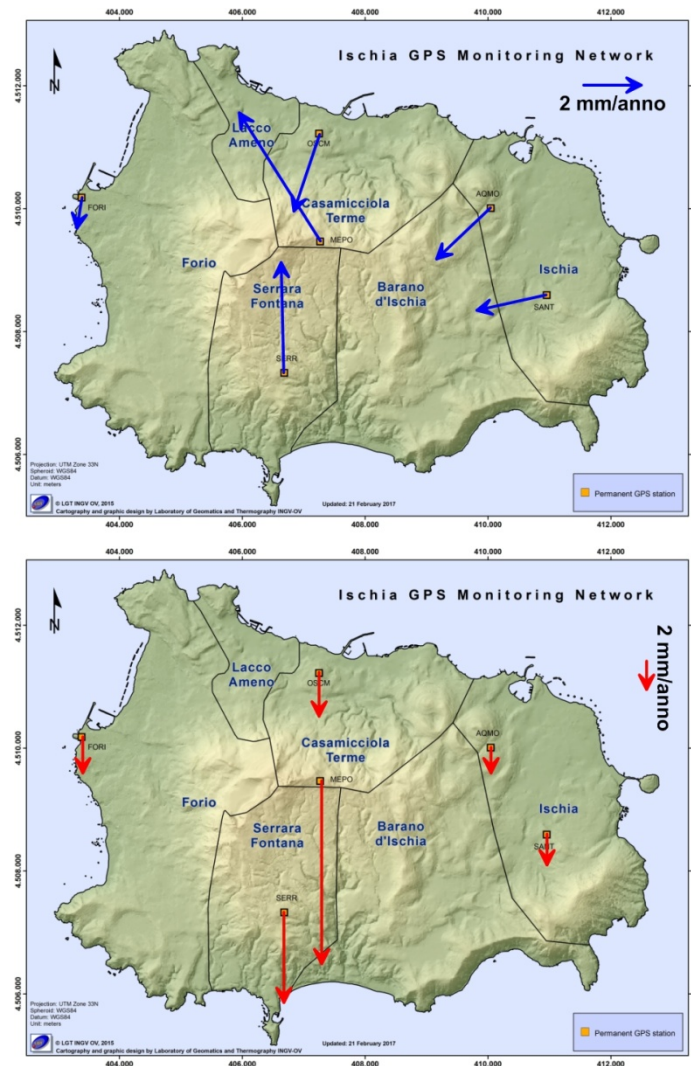 404.000 406.000 408.000 410.000 412.000
Ischia GPS Monitoring Network
N
2 mm/anno
4.512.000
4.510.000
4.508.000
4.506.000
Lacco
Ameno
OSCM
FORI
Casamicciola
Terme
AQMO
MEPO
Forio
Serrara
Fontana
Barano
d'Ischia
Ischia
SANT
SERR
Projection: UTM Zone 33N
Spheroid: WGS84
Datum: WGS84
Unit: meters
© LGT INGV OV, 2015
Updated: 21 February 2017
Cartography and graphic design by Laboratory of Geomatics and Thermography INGV-OV
Permanent GPS station
404.000 406.000 408.000 410.000 412.000
404.000 406.000 408.000 410.000 412.000
Ischia GPS Monitoring Network
N
2 mm/anno
4.512.000
4.510.000
4.508.000
4.506.000
Lacco
Ameno
OSCM
FORI
Casamicciola
Terme
AQMO
MEPO
Forio
Serrara
Fontana
Barano
d'Ischia
Ischia
SANT
SERR
Projection: UTM Zone 33N
Spheroid: WGS84
Datum: WGS84
Unit: meters
© LGT INGV OV, 2015
Updated: 21 February 2017
Cartography and graphic design by Laboratory of Geomatics and Thermography INGV-OV
Permanent GPS station
404.000 406.000 408.000 410.000 412.000